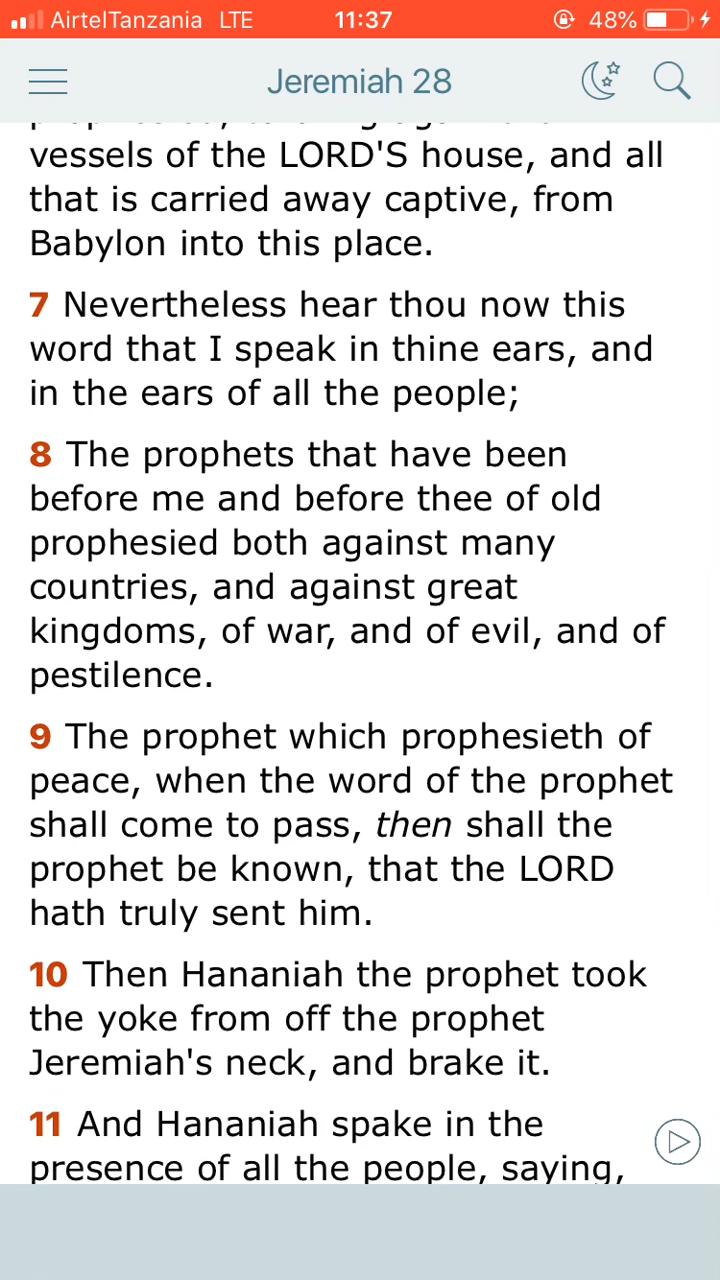 AirtelTanzania LTE 11:37 48%
Jeremiah 28
vessels of the LORD'S house, and all
that is carried away captive, from
Babylon into this place.
7 Nevertheless hear thou now this
word that I speak in thine ears, and
in the ears of all the people;
8 The prophets that have been
before me and before thee of old
prophesied both against many
countries, and against great
kingdoms, of war, and of evil, and of
pestilence.
9 The prophet which prophesieth of
peace, when the word of the prophet
shall come to pass, then shall the
prophet be known, that the LORD
hath truly sent him.
10 Then Hananiah the prophet took
the yoke from off the prophet
Jeremiah's neck, and brake it.
11 And Hananiah spake in the
presence of all the people, saying,